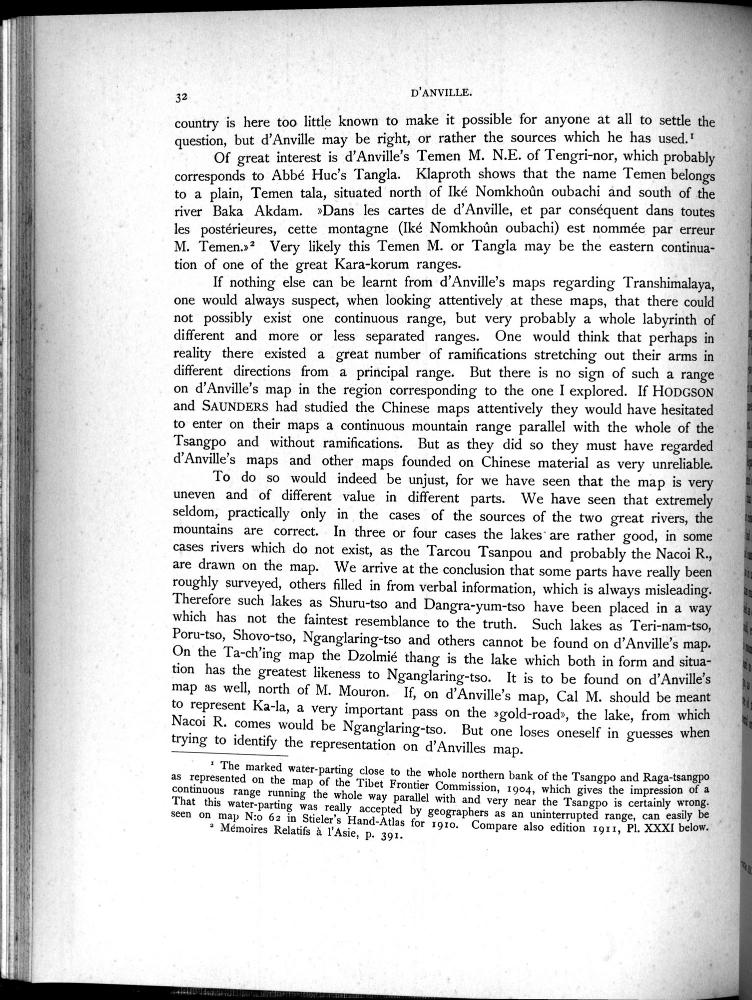 32
D'ANVILLE.
country is here too little known to make it possible for anyone at all to settle the
question, but d'Anville may be right, or rather the sources which he has used.¹
Of great interest is d'Anville's Temen M. N.E. of Tengri-nor, which probably
corresponds to Abbé Huc's Tangla. Klaproth shows that the name Temen belongs
to a plain, Temen tala, situated north of Iké Nomkhoûn oubachi and south of the
river Baka Akdam. »Dans les cartes de d'Anville, et par conséquent dans toutes
les postérieures, cette montagne (Iké Nomkhoûn oubachi) est nommée par erreur
M. Temen.»² Very likely this Temen M. or Tangla may be the eastern continua-
tion of one of the great Kara-korum ranges.
If nothing else can be learnt from d'Anville's maps regarding Transhimalaya,
one would always suspect, when looking attentively at these maps, that there could
not possibly exist one continuous range, but very probably a whole labyrinth of
different and more or less separated ranges. One would think that perhaps in
reality there existed a great number of ramifications stretching out their arms in
different directions from a principal range. But there is no sign of such a range
on d'Anville's map in the region corresponding to the one I explored. If HODGSON
and SAUNDERS had studied the Chinese maps attentively they would have hesitated
to enter on their maps a continuous mountain range parallel with the whole of the
Tsangpo and without ramifications. But as they did so they must have regarded
d'Anville's maps and other maps founded on Chinese material as very unreliable.
To do so would indeed be unjust, for we have seen that the map is very
uneven and of different value in different parts. We have seen that extremely
seldom, practically only in the cases of the sources of the two great rivers, the
mountains are correct. In three or four cases the lakes are rather good, in some
cases rivers which do not exist, as the Tarcou Tsanpou and probably the Nacoi R.,
are drawn on the map. We arrive at the conclusion that some parts have really been
roughly surveyed, others filled in from verbal information, which is always misleading.
Therefore such lakes as Shuru-tso and Dangra-yum-tso have been placed in a way
which has not the faintest resemblance to the truth. Such lakes as Teri-nam-tso,
Poru-tso, Shovo-tso, Nganglaring-tso and others cannot be found on d'Anville's map.
On the Ta-ch'ing map the Dzolmié thang is the lake which both in form and situa-
tion has the greatest likeness to Nganglaring-tso. It is to be found on d'Anville's
map as well, north of M. Mouron. If, on d'Anville's map, Cal M. should be meant
to represent Ka-la, a very important pass on the »gold-road», the lake, from which
Nacoi R. comes would be Nganglaring-tso. But one loses oneself in guesses when
trying to identify the representation on d'Anvilles map.
¹ The marked water-parting close to the whole northern bank of the Tsangpo and Raga-tsangpo
as represented on the map of the Tibet Frontier Commission, 1904, which gives the impression of a
continuous range running the whole way parallel with and very near the Tsangpo is certainly wrong.
That this water-parting was really accepted by geographers as an uninterrupted range, can easily be
seen on map N:o 62 in Stieler's Hand-Atlas for 1910. Compare also edition 1911, Pl. XXXI below.
² Mémoires Relatifs à l'Asie, p. 391.